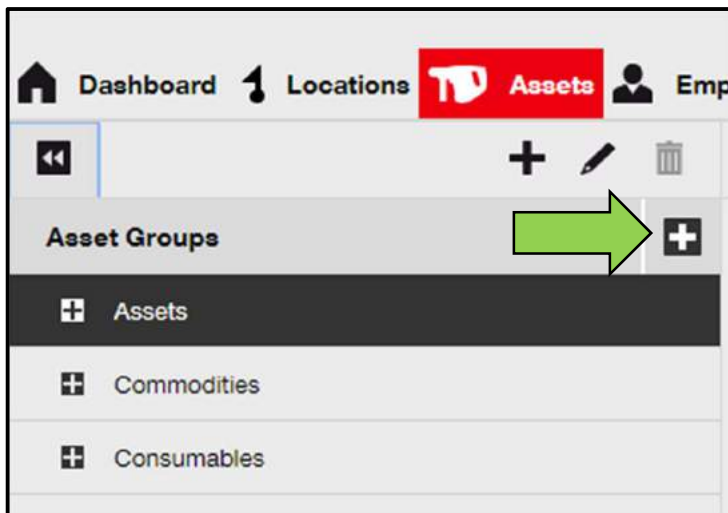 Dashboard Locations Assets Emp
Asset Groups
Assets
Commodities
Consumables